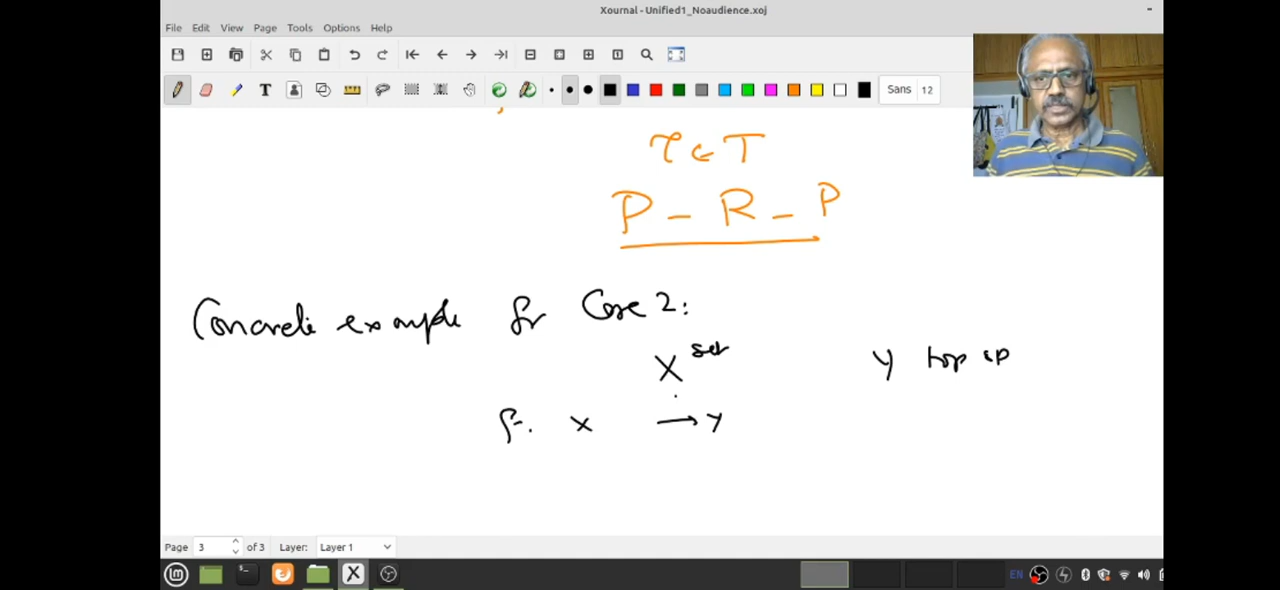 Xournal - Unified1_Noaudience.xoj
File Edit View Page Tools Options Help
T Sans 12
τ ∈ T
P - R - P
Concrete example for Case 2:
X set Y top sp
f: X → Y
Page 3 of 3 Layer: Layer 1
EN